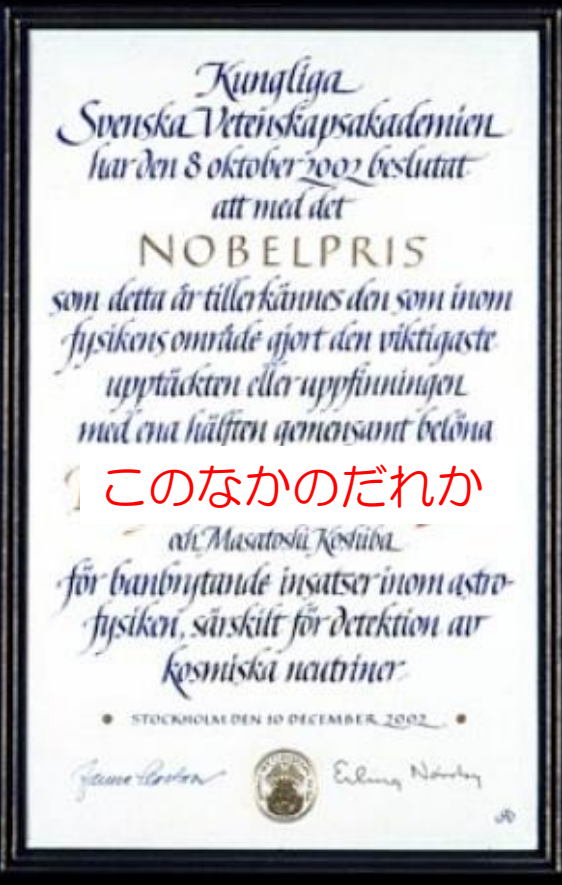 Kungliga
Svenska Vetenskapsakademien
har den 8 oktober 2002 beslutat
att med det
NOBELPRIS
som detta år tillerkännes den som inom
fysikens område gjort den viktigaste
upptäckten eller uppfinningen
med ena hälften gemensamt belöna
このなかのだれか
och Masatoshi Koshiba
för banbrytande insatser inom astro-
fysiken, särskilt för detektion av
kosmiska neutriner
STOCKHOLM DEN 10 DECEMBER 2002